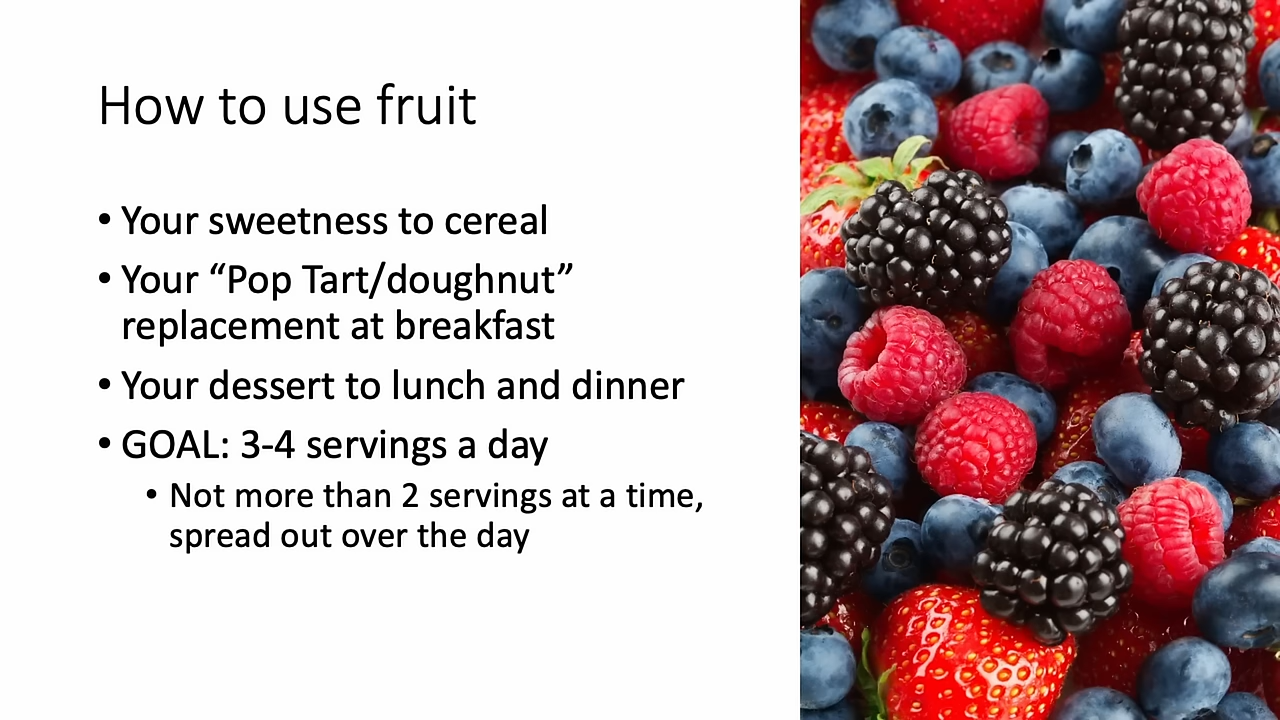 How to use fruit
• Your sweetness to cereal
• Your “Pop Tart/doughnut”
replacement at breakfast
• Your dessert to lunch and dinner
• GOAL: 3-4 servings a day
• Not more than 2 servings at a time,
spread out over the day